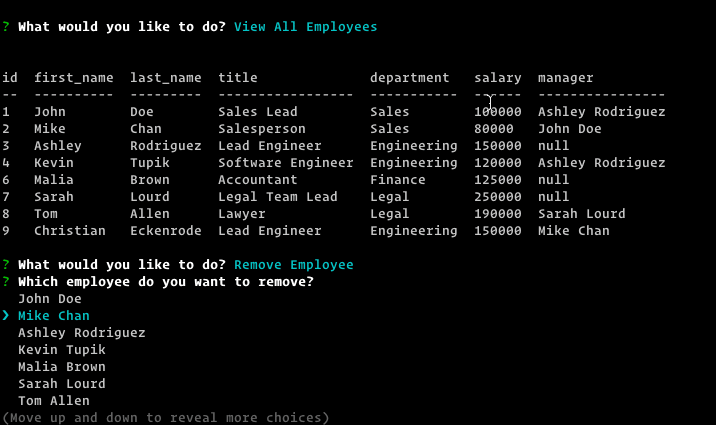 ? What would you like to do? View All Employees
id  first_name  last_name  title              department   salary  manager
--  ----------  ---------  -----------------  -----------  ------  ----------------
1   John        Doe        Sales Lead         Sales        100000  Ashley Rodriguez
2   Mike        Chan       Salesperson        Sales        80000   John Doe
3   Ashley      Rodriguez  Lead Engineer      Engineering  150000  null
4   Kevin       Tupik      Software Engineer  Engineering  120000  Ashley Rodriguez
6   Malia       Brown      Accountant         Finance      125000  null
7   Sarah       Lourd      Legal Team Lead    Legal        250000  null
8   Tom         Allen      Lawyer             Legal        190000  Sarah Lourd
9   Christian   Eckenrode  Lead Engineer      Engineering  150000  Mike Chan
? What would you like to do? Remove Employee
? Which employee do you want to remove?
John Doe
❯ Mike Chan
Ashley Rodriguez
Kevin Tupik
Malia Brown
Sarah Lourd
Tom Allen
(Move up and down to reveal more choices)